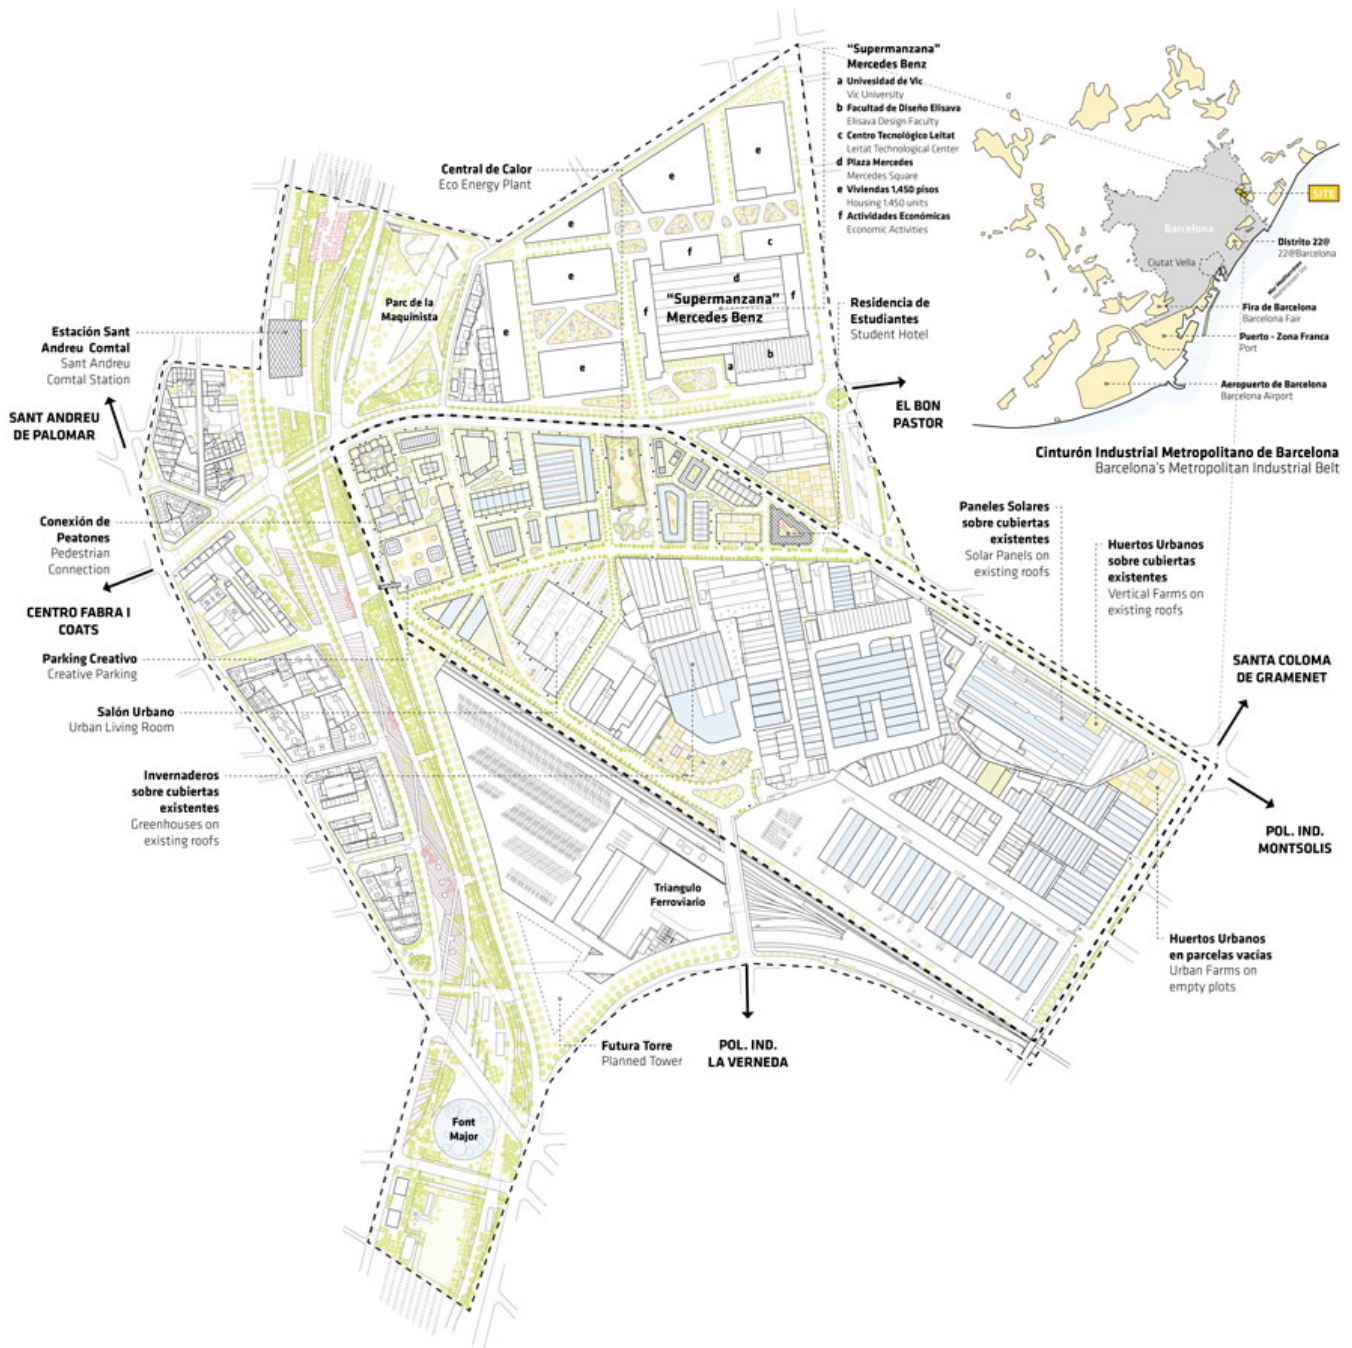 "Supermanzana"
Mercedes Benz
a Univesidad de Vic
Vic University
b Facultad de Diseño Elisava
Elisava Design Faculty
c Centro Tecnológico Leitat
Leitat Technological Center
d Plaza Mercedes
Mercedes Square
e Viviendas 1,450 pisos
Housing 1.450 units
f Actividades Económicas
Economic Activities
Central de Calor
Eco Energy Plant
SITE
Barcelona
Ciutat Vella
Distrito 22@
22@Barcelona
Mar Mediterráneo
Fira de Barcelona
Barcelona Fair
Puerto - Zona Franca
Port
Aeropuerto de Barcelona
Barcelona Airport
Cinturón Industrial Metropolitano de Barcelona
Barcelona's Metropolitan Industrial Belt
e
e
e
f
c
e
d
f
f
"Supermanzana"
Mercedes Benz
e
b
e
a
Parc de la
Maquinista
Residencia de
Estudiantes
Student Hotel
Estación Sant
Andreu Comtal
Sant Andreu
Comtal Station
SANT ANDREU
DE PALOMAR
EL BON
PASTOR
Conexión de
Peatones
Pedestrian
Connection
CENTRO FABRA I
COATS
Parking Creativo
Creative Parking
Salón Urbano
Urban Living Room
Invernaderos
sobre cubiertas
existentes
Greenhouses on
existing roofs
Paneles Solares
sobre cubiertas
existentes
Solar Panels on
existing roofs
Huertos Urbanos
sobre cubiertas
existentes
Vertical Farms on
existing roofs
SANTA COLOMA
DE GRAMENET
POL. IND.
MONTSOLIS
Triangulo
Ferroviario
Huertos Urbanos
en parcelas vacías
Urban Farms on
empty plots
Futura Torre
Planned Tower
POL. IND.
LA VERNEDA
Font
Major